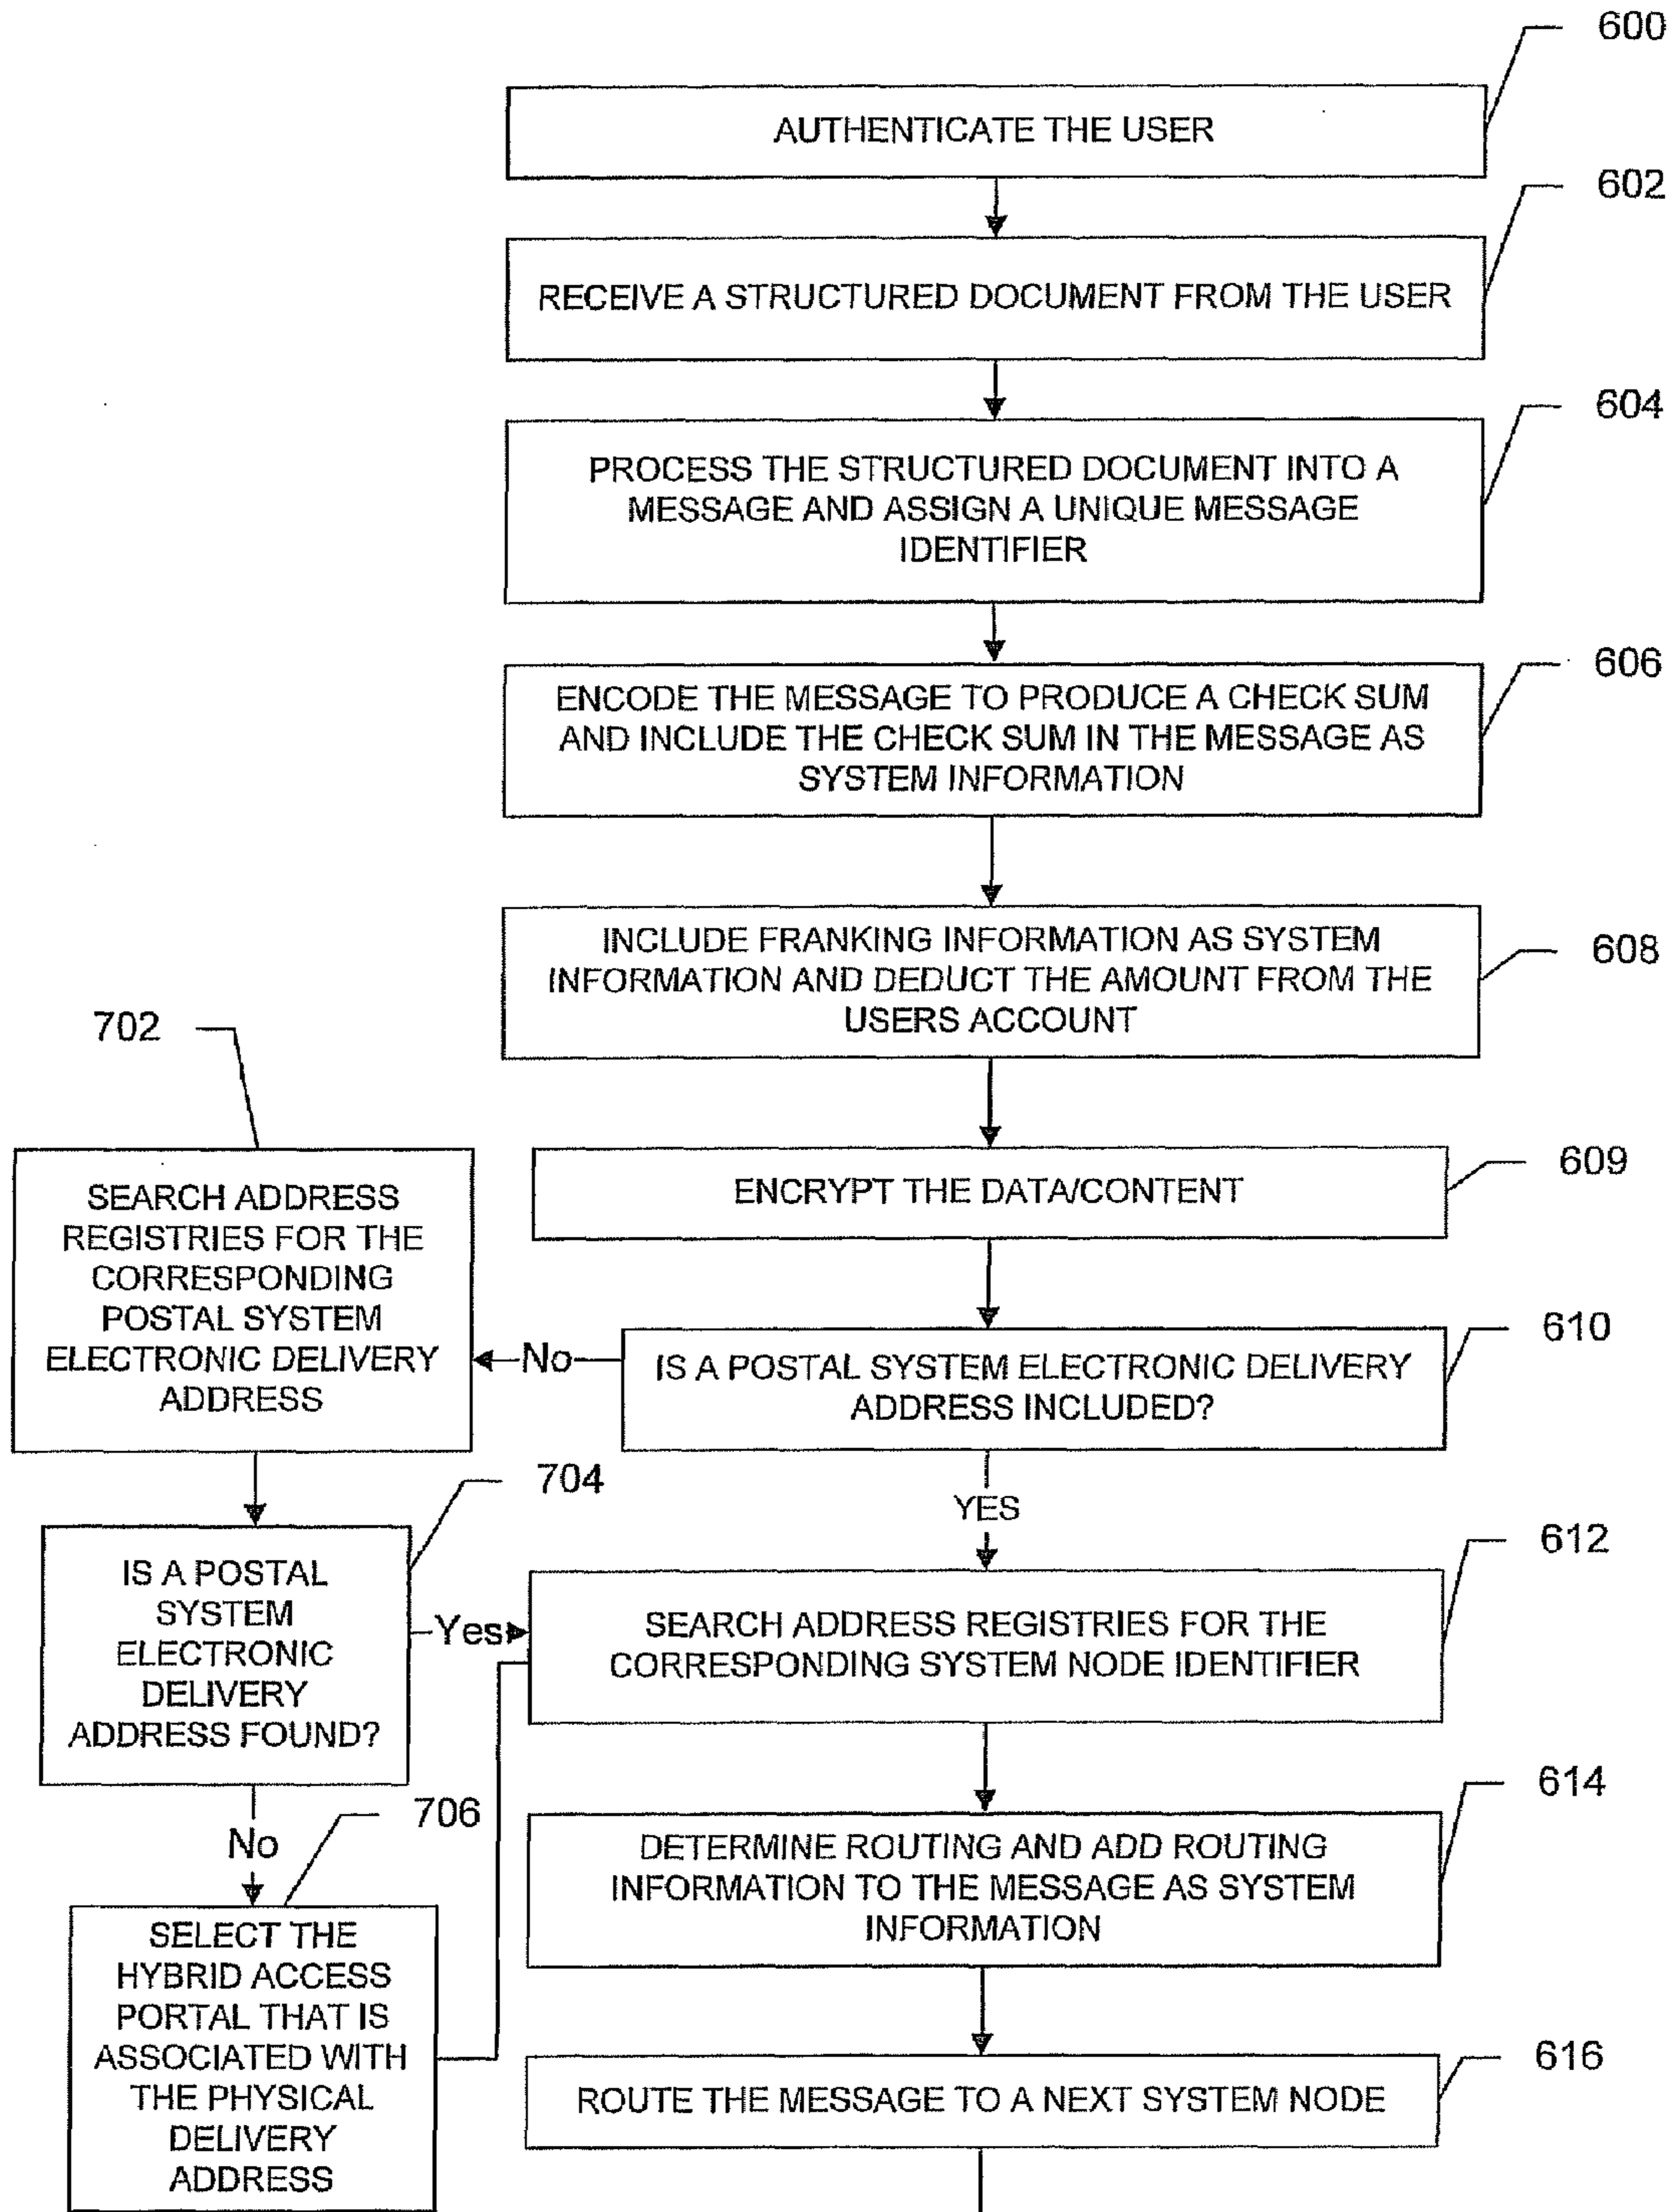 600
AUTHENTICATE THE USER
602
RECEIVE A STRUCTURED DOCUMENT FROM THE USER
604
PROCESS THE STRUCTURED DOCUMENT INTO A
MESSAGE AND ASSIGN A UNIQUE MESSAGE
IDENTIFIER
606
ENCODE THE MESSAGE TO PRODUCE A CHECK SUM
AND INCLUDE THE CHECK SUM IN THE MESSAGE AS
SYSTEM INFORMATION
608
INCLUDE FRANKING INFORMATION AS SYSTEM
INFORMATION AND DEDUCT THE AMOUNT FROM THE
USERS ACCOUNT
609
ENCRYPT THE DATA/CONTENT
610
IS A POSTAL SYSTEM ELECTRONIC DELIVERY
ADDRESS INCLUDED?
No
702
SEARCH ADDRESS
REGISTRIES FOR THE
CORRESPONDING
POSTAL SYSTEM
ELECTRONIC DELIVERY
ADDRESS
704
IS A POSTAL
SYSTEM
ELECTRONIC
DELIVERY
ADDRESS FOUND?
Yes
No
706
SELECT THE
HYBRID ACCESS
PORTAL THAT IS
ASSOCIATED WITH
THE PHYSICAL
DELIVERY
ADDRESS
YES
612
SEARCH ADDRESS REGISTRIES FOR THE
CORRESPONDING SYSTEM NODE IDENTIFIER
614
DETERMINE ROUTING AND ADD ROUTING
INFORMATION TO THE MESSAGE AS SYSTEM
INFORMATION
616
ROUTE THE MESSAGE TO A NEXT SYSTEM NODE